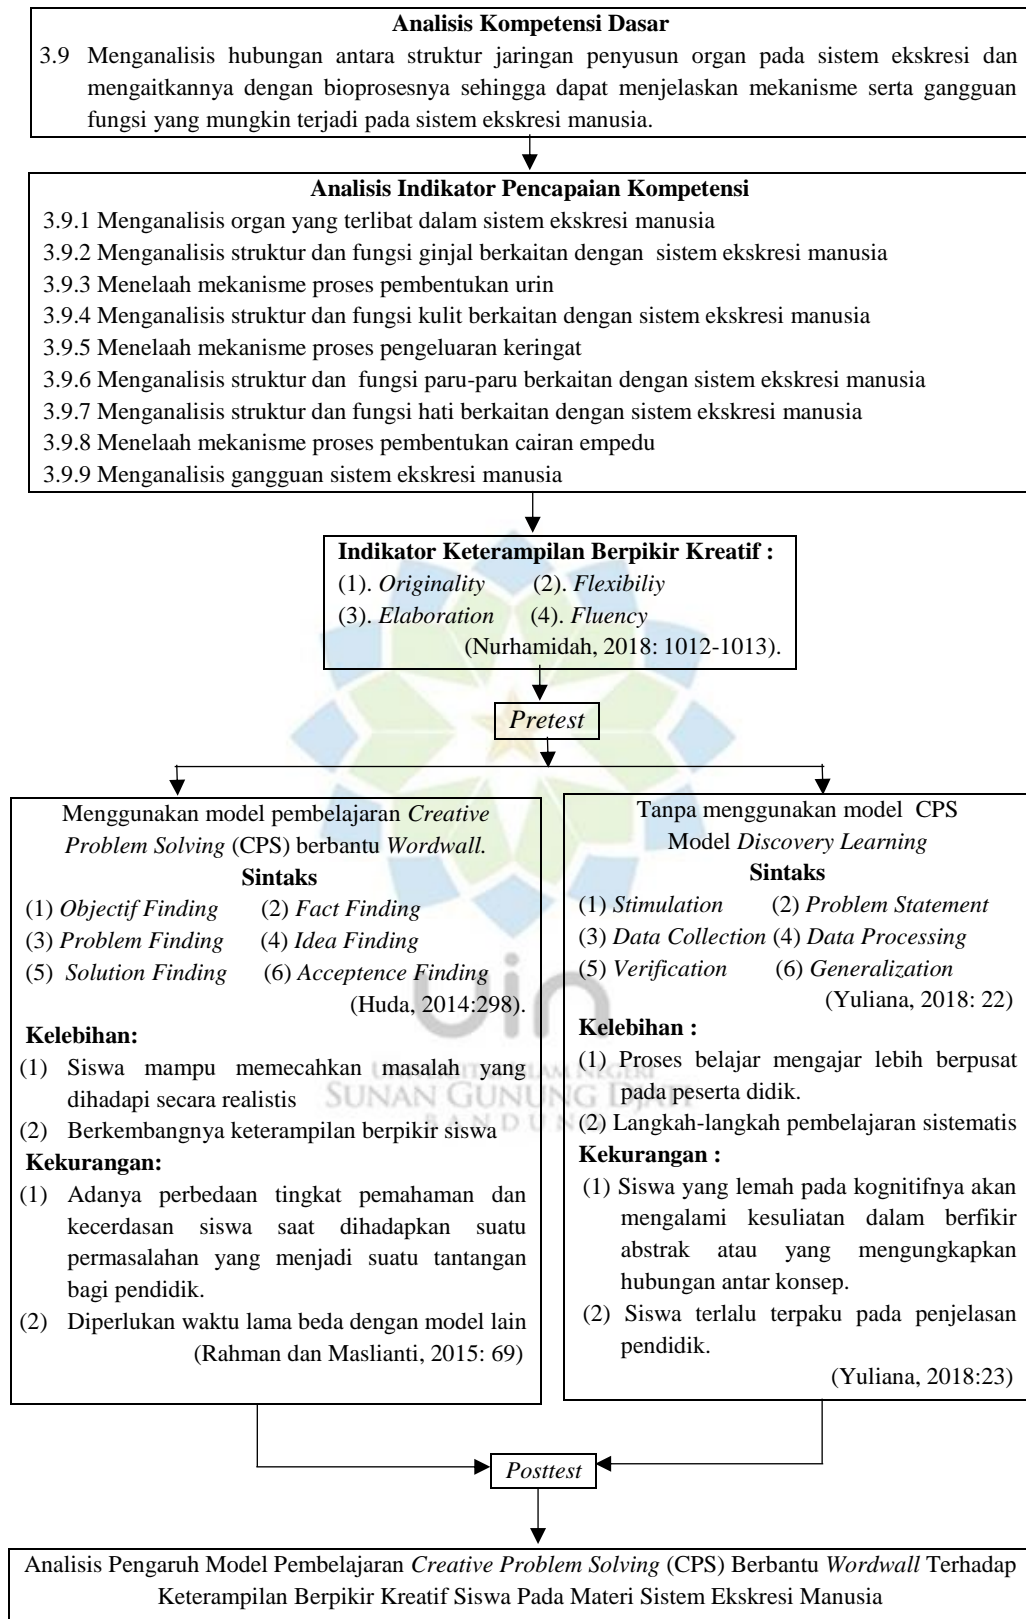 Analisis Kompetensi Dasar
3.9 Menganalisis hubungan antara struktur jaringan penyusun organ pada sistem ekskresi dan
mengaitkannya dengan bioprosesnya sehingga dapat menjelaskan mekanisme serta gangguan
fungsi yang mungkin terjadi pada sistem ekskresi manusia.
Analisis Indikator Pencapaian Kompetensi
3.9.1 Menganalisis organ yang terlibat dalam sistem ekskresi manusia
3.9.2 Menganalisis struktur dan fungsi ginjal berkaitan dengan sistem ekskresi manusia
3.9.3 Menelaah mekanisme proses pembentukan urin
3.9.4 Menganalisis struktur dan fungsi kulit berkaitan dengan sistem ekskresi manusia
3.9.5 Menelaah mekanisme proses pengeluaran keringat
3.9.6 Menganalisis struktur dan fungsi paru-paru berkaitan dengan sistem ekskresi manusia
3.9.7 Menganalisis struktur dan fungsi hati berkaitan dengan sistem ekskresi manusia
3.9.8 Menelaah mekanisme proses pembentukan cairan empedu
3.9.9 Menganalisis gangguan sistem ekskresi manusia
Indikator Keterampilan Berpikir Kreatif :
(1). Originality (2). Flexibiliy
(3). Elaboration (4). Fluency
(Nurhamidah, 2018: 1012-1013).
Pretest
Menggunakan model pembelajaran Creative
Problem Solving (CPS) berbantu Wordwall.
Sintaks
(1) Objectif Finding (2) Fact Finding
(3) Problem Finding (4) Idea Finding
(5) Solution Finding (6) Acceptence Finding
(Huda, 2014:298).
Kelebihan:
(1) Siswa mampu memecahkan masalah yang
dihadapi secara realistis
(2) Berkembangnya keterampilan berpikir siswa
Kekurangan:
(1) Adanya perbedaan tingkat pemahaman dan
kecerdasan siswa saat dihadapkan suatu
permasalahan yang menjadi suatu tantangan
bagi pendidik.
(2) Diperlukan waktu lama beda dengan model lain
(Rahman dan Maslianti, 2015: 69)
Tanpa menggunakan model CPS
Model Discovery Learning
Sintaks
(1) Stimulation (2) Problem Statement
(3) Data Collection (4) Data Processing
(5) Verification (6) Generalization
(Yuliana, 2018: 22)
Kelebihan :
(1) Proses belajar mengajar lebih berpusat
pada peserta didik.
(2) Langkah-langkah pembelajaran sistematis
Kekurangan :
(1) Siswa yang lemah pada kognitifnya akan
mengalami kesuliatan dalam berfikir
abstrak atau yang mengungkapkan
hubungan antar konsep.
(2) Siswa terlalu terpaku pada penjelasan
pendidik.
(Yuliana, 2018:23)
uin
UNIVERSITAS ISLAM NEGERI
SUNAN GUNUNG DJATI
BANDUNG
Posttest
Analisis Pengaruh Model Pembelajaran Creative Problem Solving (CPS) Berbantu Wordwall Terhadap
Keterampilan Berpikir Kreatif Siswa Pada Materi Sistem Ekskresi Manusia